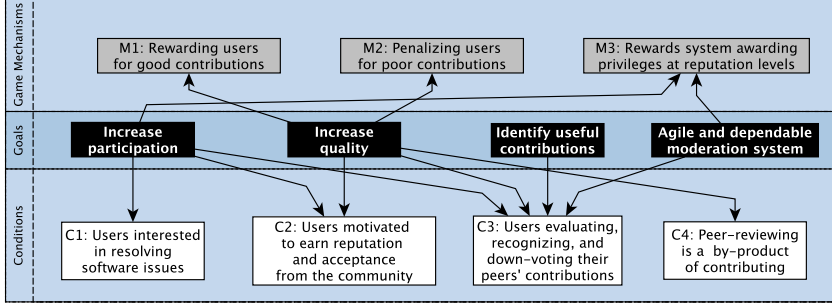 Game Mechanisms
M1: Rewarding users
for good contributions
M2: Penalizing users
for poor contributions
M3: Rewards system awarding
privileges at reputation levels
Goals
Increase
participation
Increase
quality
Identify useful
contributions
Agile and dependable
moderation system
Conditions
C1: Users interested
in resolving
software issues
C2: Users motivated
to earn reputation
and acceptance
from the community
C3: Users evaluating,
recognizing, and
down-voting their
peers' contributions
C4: Peer-reviewing
is a by-product
of contributing